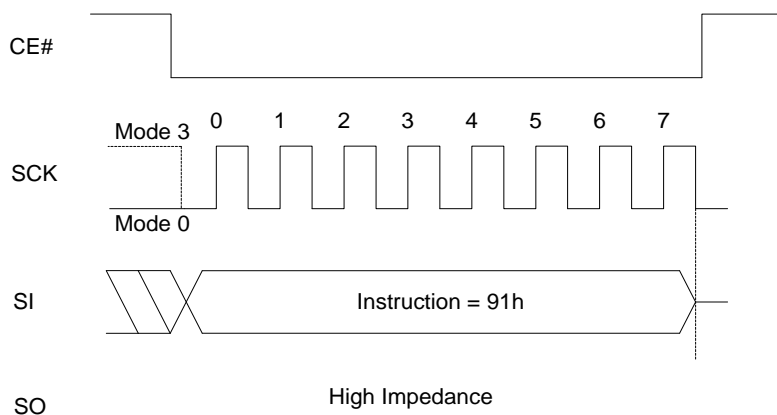 CE#
0 1 2 3 4 5 6 7
Mode 3
SCK
Mode 0
SI
Instruction = 91h
SO
High Impedance